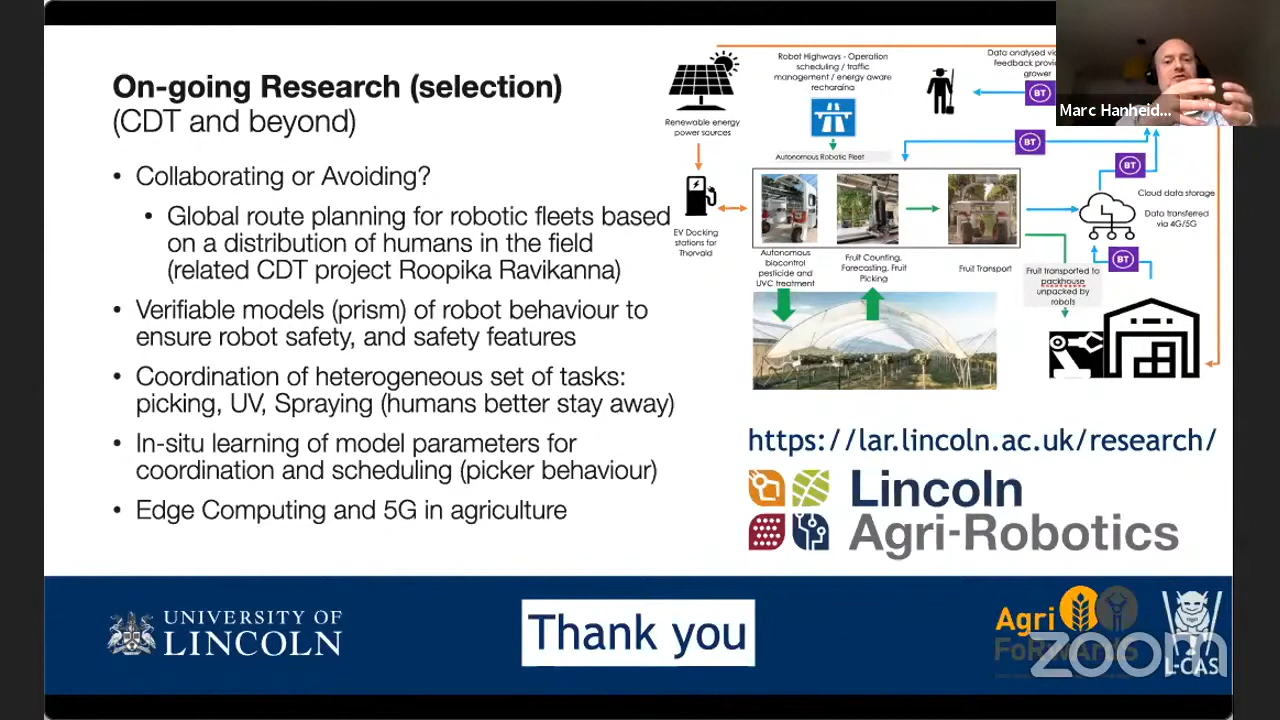 On-going Research (selection)
(CDT and beyond)
• Collaborating or Avoiding?
• Global route planning for robotic fleets based
on a distribution of humans in the field
(related CDT project Roopika Ravikanna)
• Verifiable models (prism) of robot behaviour to
ensure robot safety, and safety features
• Coordination of heterogeneous set of tasks:
picking, UV, Spraying (humans better stay away)
• In-situ learning of model parameters for
coordination and scheduling (picker behaviour)
• Edge Computing and 5G in agriculture
Renewable energy
power sources
Robot Highways - Operation
scheduling / traffic
management / energy aware
recharging
Data analysed
feedback
grower
BT
Marc Hanheid...
BT
Autonomous Robotic Fleet
BT
Cloud data storage
Data transferred
via 4G/5G
EV Docking
stations for
Thorvald
Autonomous
biocontrol
pesticide and
UVC treatment
Fruit Counting,
Forecasting, Fruit
Picking
Fruit Transport
BT
Fruit transported to
packhouse
unpacked by
robots
https://lar.lincoln.ac.uk/research/
Lincoln
Agri-Robotics
UNIVERSITY OF
LINCOLN
Thank you
Agri
FoRwArdS
L-CAS
zoom